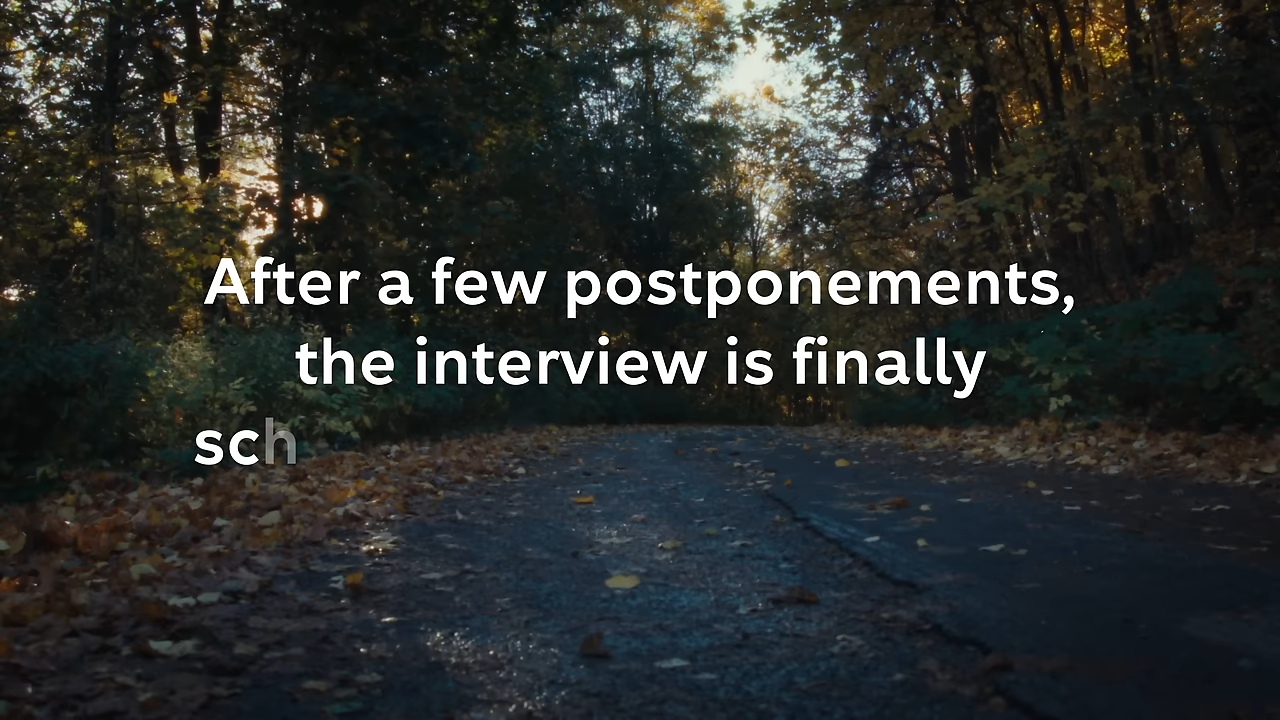 After a few postponements,
the interview is finally
sch